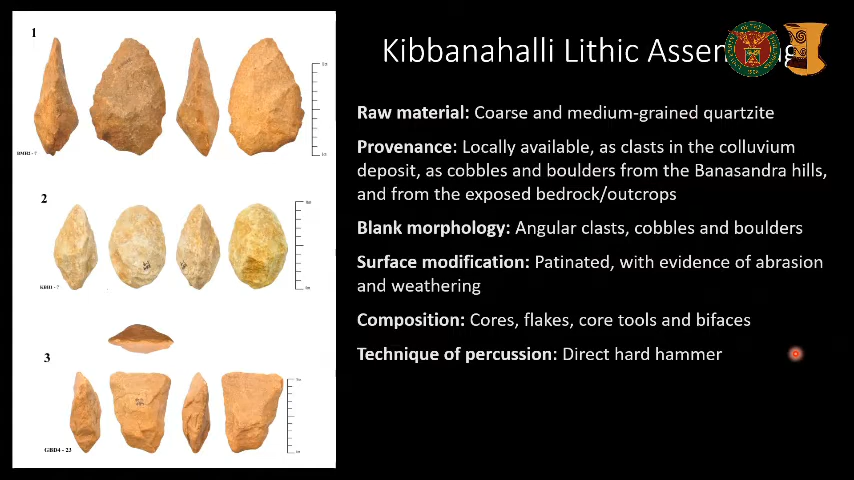 Kibbanahalli Lithic Assem
1
2
3
GBD4 - 23
Raw material: Coarse and medium-grained quartzite
Provenance: Locally available, as clasts in the colluvium
deposit, as cobbles and boulders from the Banasandra hills,
and from the exposed bedrock/outcrops
Blank morphology: Angular clasts, cobbles and boulders
Surface modification: Patinated, with evidence of abrasion
and weathering
Composition: Cores, flakes, core tools and bifaces
Technique of percussion: Direct hard hammer